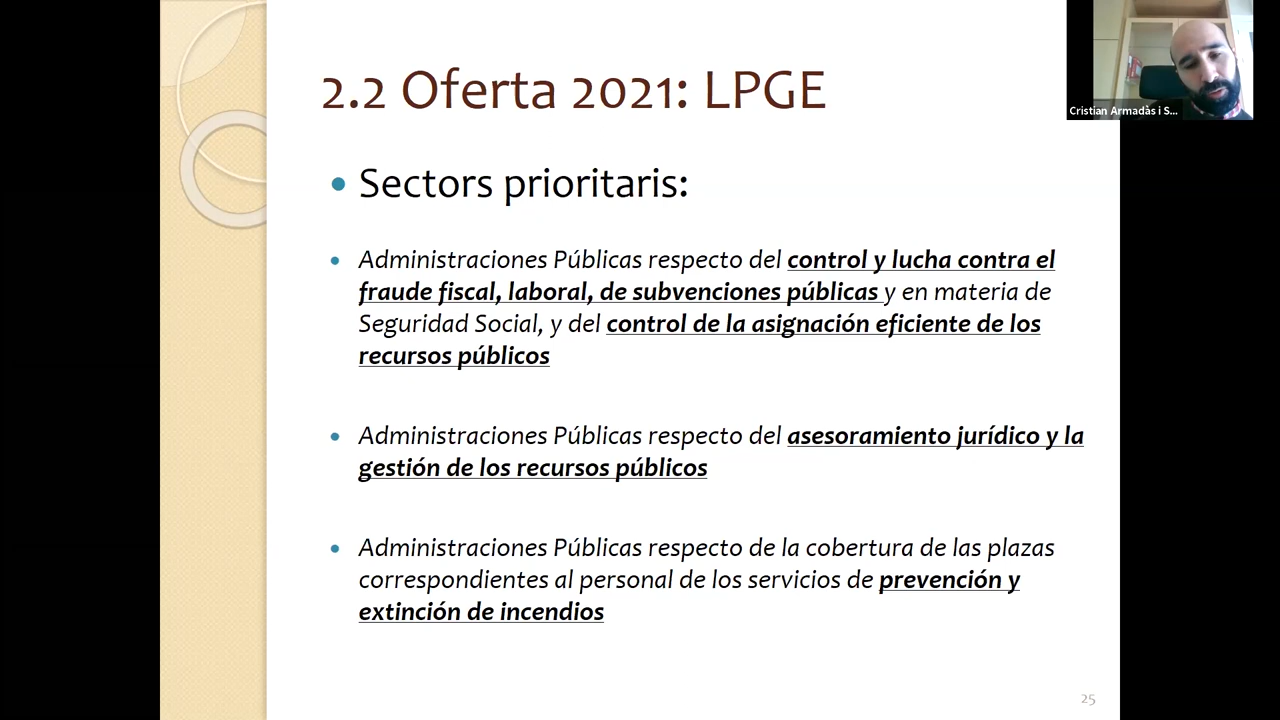 2.2 Oferta 2021: LPGE
Cristian Armadàs i S...
• Sectors prioritaris:
• Administraciones Públicas respecto del control y lucha contra el
fraude fiscal, laboral, de subvenciones públicas y en materia de
Seguridad Social, y del control de la asignación eficiente de los
recursos públicos
• Administraciones Públicas respecto del asesoramiento jurídico y la
gestión de los recursos públicos
• Administraciones Públicas respecto de la cobertura de las plazas
correspondientes al personal de los servicios de prevención y
extinción de incendios
25